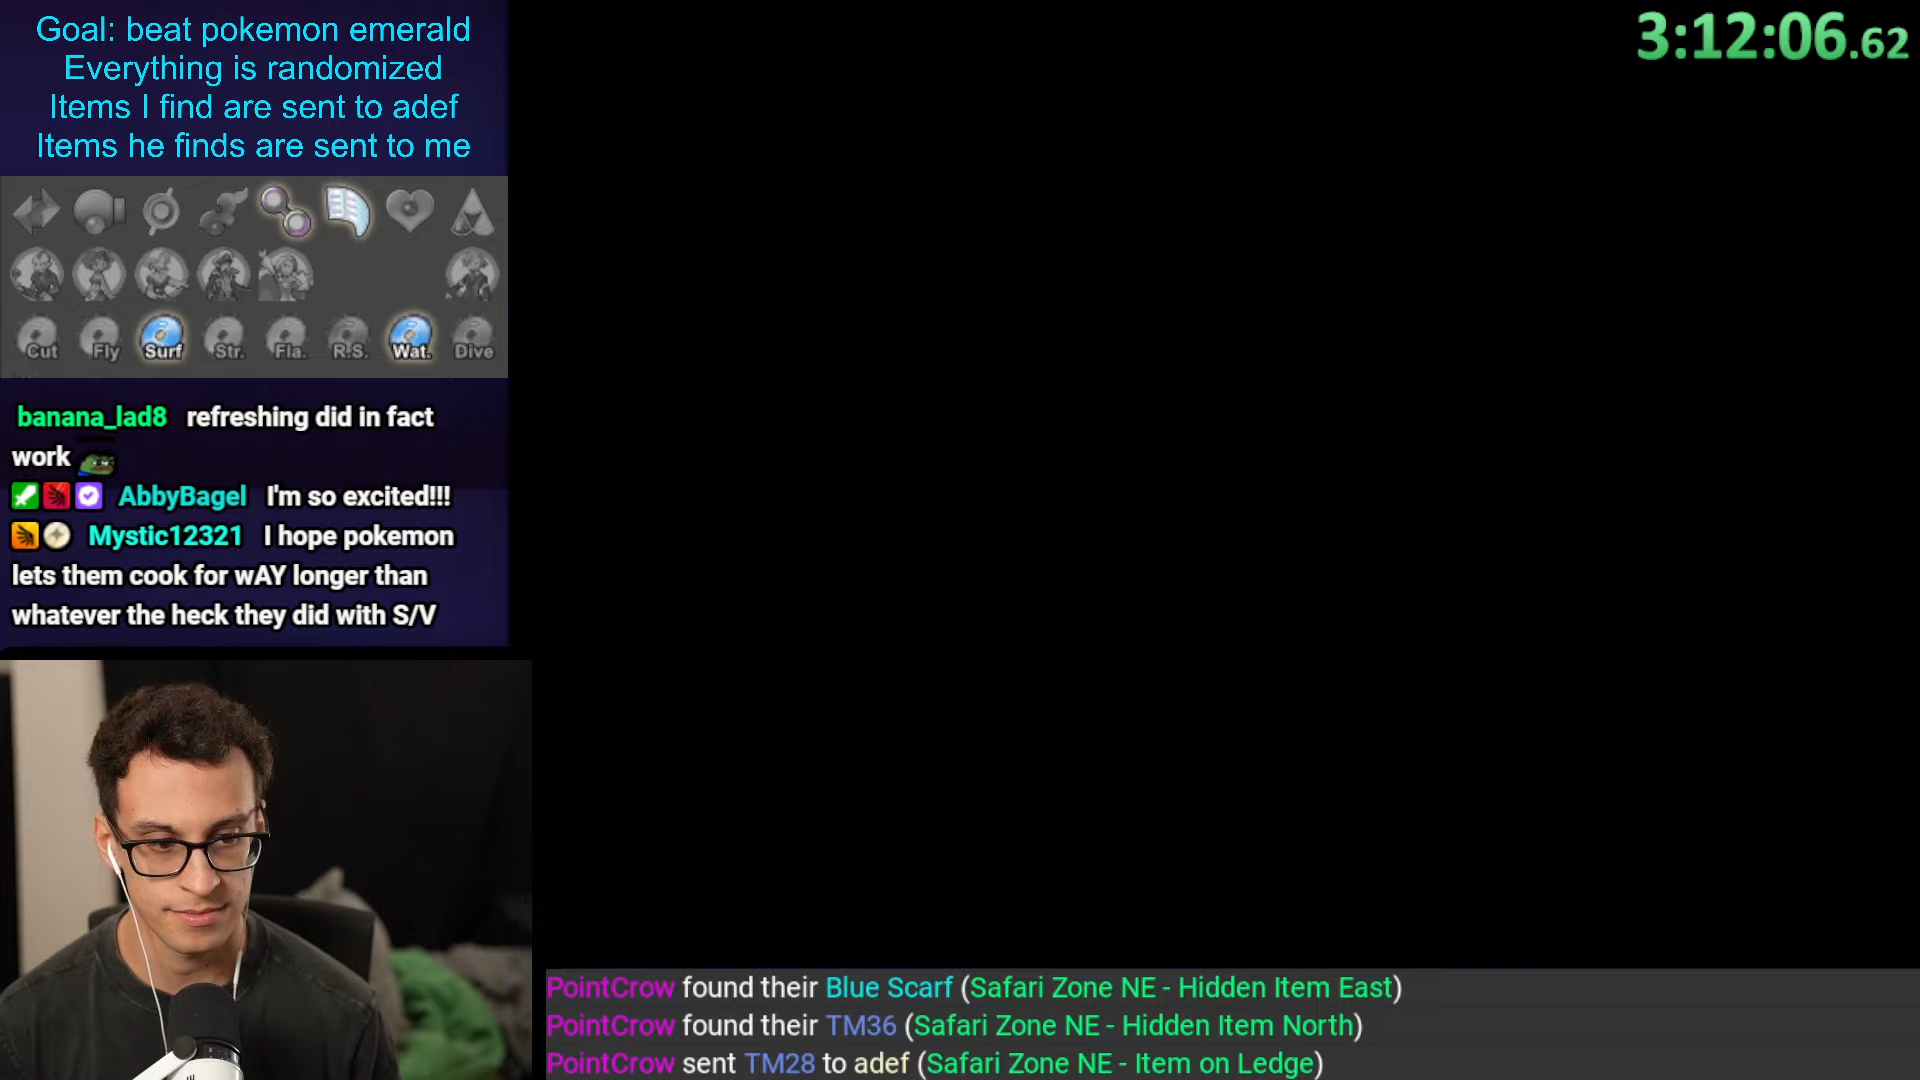 Goal: beat pokemon emerald
Everything is randomized
Items I find are sent to adef
Items he finds are sent to me
3:12:06.62
Cut Fly Surf Str. Fla. R.S. Wat. Dive
banana_lad8 refreshing did in fact
work
AbbyBagel I'm so excited!!!
Mystic12321 I hope pokemon
lets them cook for wAY longer than
whatever the heck they did with S/V
PointCrow found their Blue Scarf (Safari Zone NE - Hidden Item East)
PointCrow found their TM36 (Safari Zone NE - Hidden Item North)
PointCrow sent TM28 to adef (Safari Zone NE - Item on Ledge)